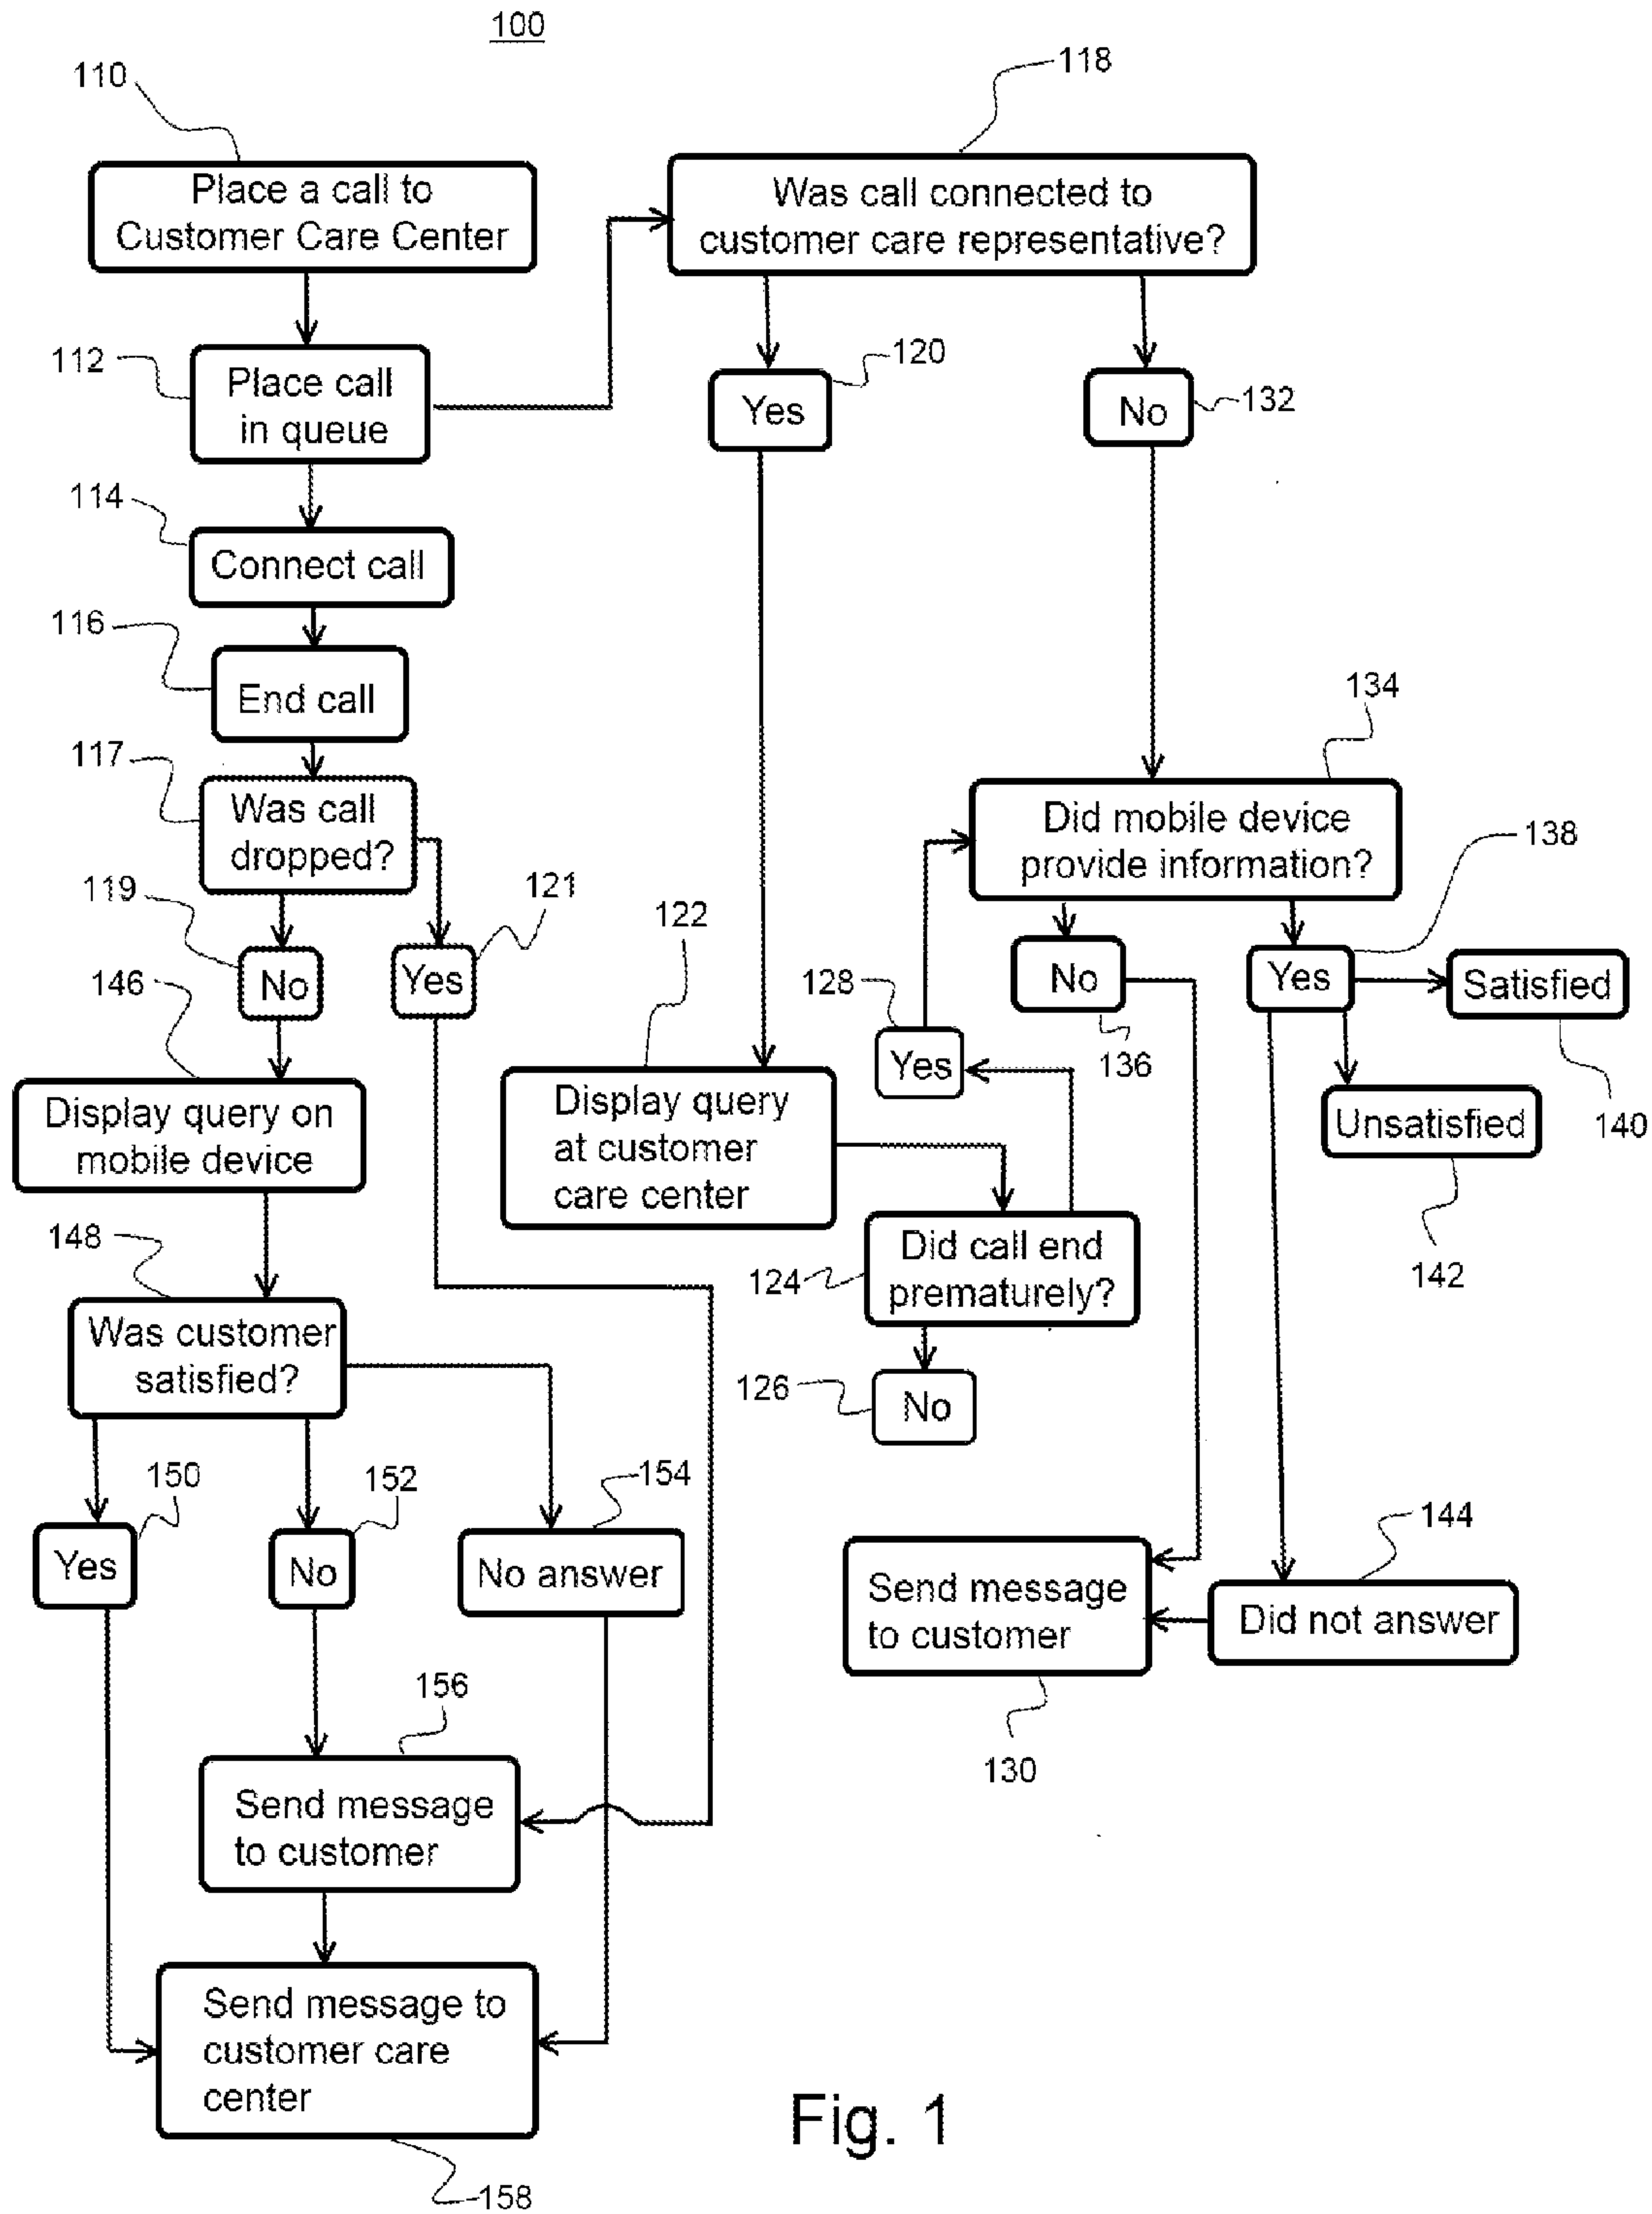 100
110
Place a call to
Customer Care Center
118
Was call connected to
customer care representative?
112
Place call
in queue
120
Yes
132
No
114
Connect call
116
End call
117
Was call
dropped?
119
No
121
Yes
146
Display query on
mobile device
148
Was customer
satisfied?
150
Yes
152
No
154
No answer
156
Send message
to customer
Send message to
customer care
center
158
122
Display query
at customer
care center
124
Did call end
prematurely?
126
No
128
Yes
134
Did mobile device
provide information?
136
No
138
Yes
Satisfied
140
Unsatisfied
142
144
Did not answer
Send message
to customer
130
Fig. 1